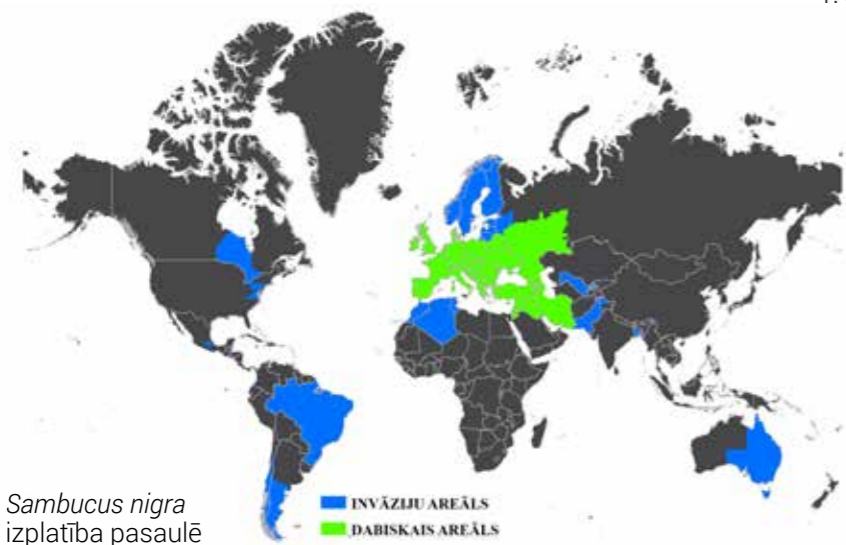 Sambucus nigra
izplatība pasaulē
INVĀZIJU AREĀLS
DABISKAIS AREĀLS